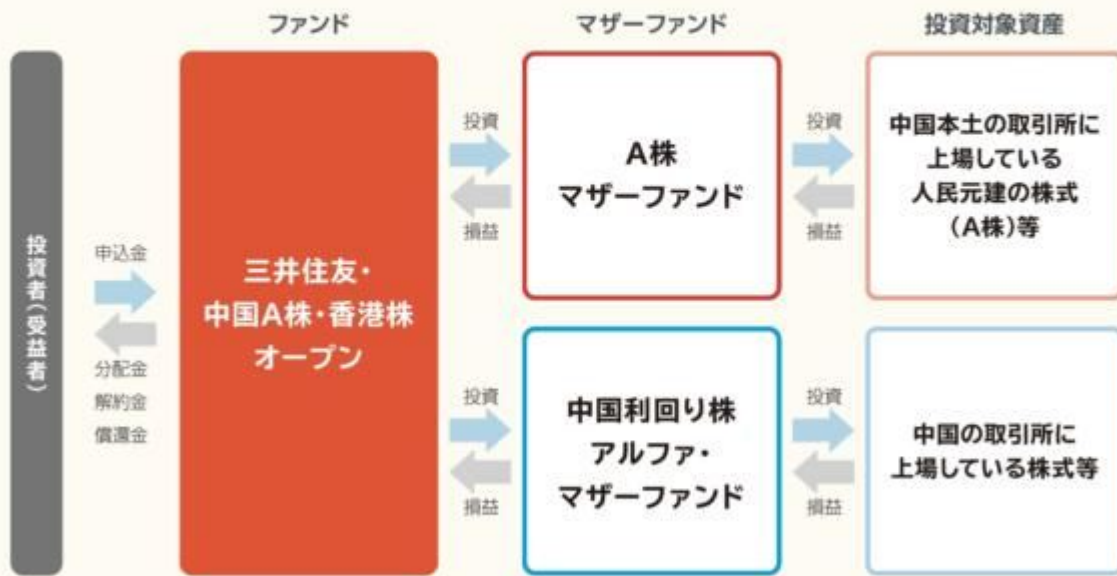 ファンド
マザーファンド
投資対象資産
投資者(受益者)
申込金
分配金
解約金
償還金
三井住友・
中国A株・香港株
オープン
投資
損益
A株
マザーファンド
投資
損益
中国本土の取引所に
上場している
人民元建の株式
(A株)等
投資
損益
中国利回り株
アルファ・
マザーファンド
投資
損益
中国の取引所に
上場している株式等